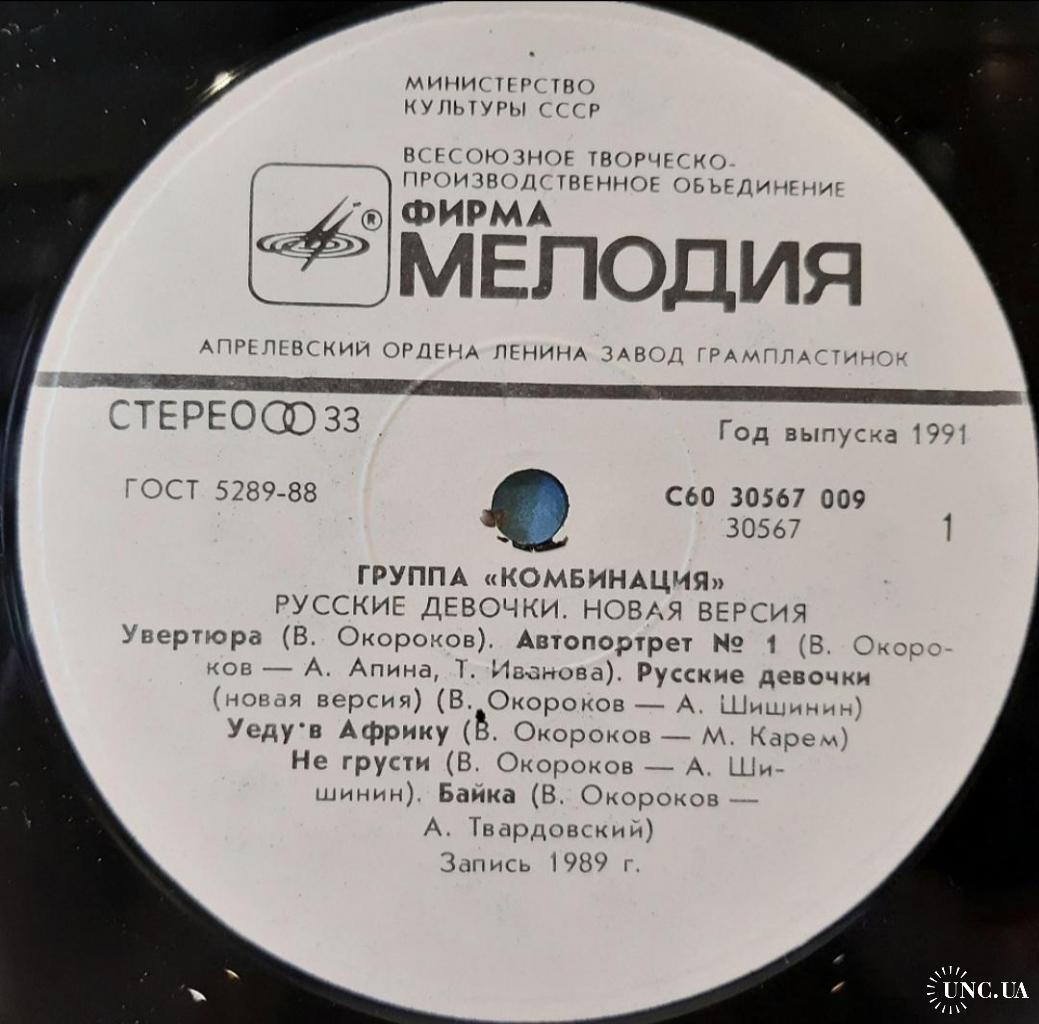 МИНИСТЕРСТВО
КУЛЬТУРЫ СССР
ВСЕСОЮЗНОЕ ТВОРЧЕСКО-
ПРОИЗВОДСТВЕННОЕ ОБЪЕДИНЕНИЕ
ФИРМА
®
МЕЛОДИЯ
АПРЕЛЕВСКИЙ ОРДЕНА ЛЕНИНА ЗАВОД ГРАМПЛАСТИНОК
СТЕРЕО 33
Год выпуска 1991
ГОСТ 5289-88
С60 30567 009
30567
1
ГРУППА «КОМБИНАЦИЯ»
РУССКИЕ ДЕВОЧКИ. НОВАЯ ВЕРСИЯ
Увертюра (В. Окороков). Автопортрет № 1 (В. Окоро-
ков — А. Апина, Т. Иванова). Русские девочки
(новая версия) (В. Окороков — А. Шишинин)
Уеду в Африку (В. Окороков — М. Карем)
Не грусти (В. Окороков — А. Ши-
шинин). Байка (В. Окороков —
А. Твардовский)
Запись 1989 г.
UNC.UA